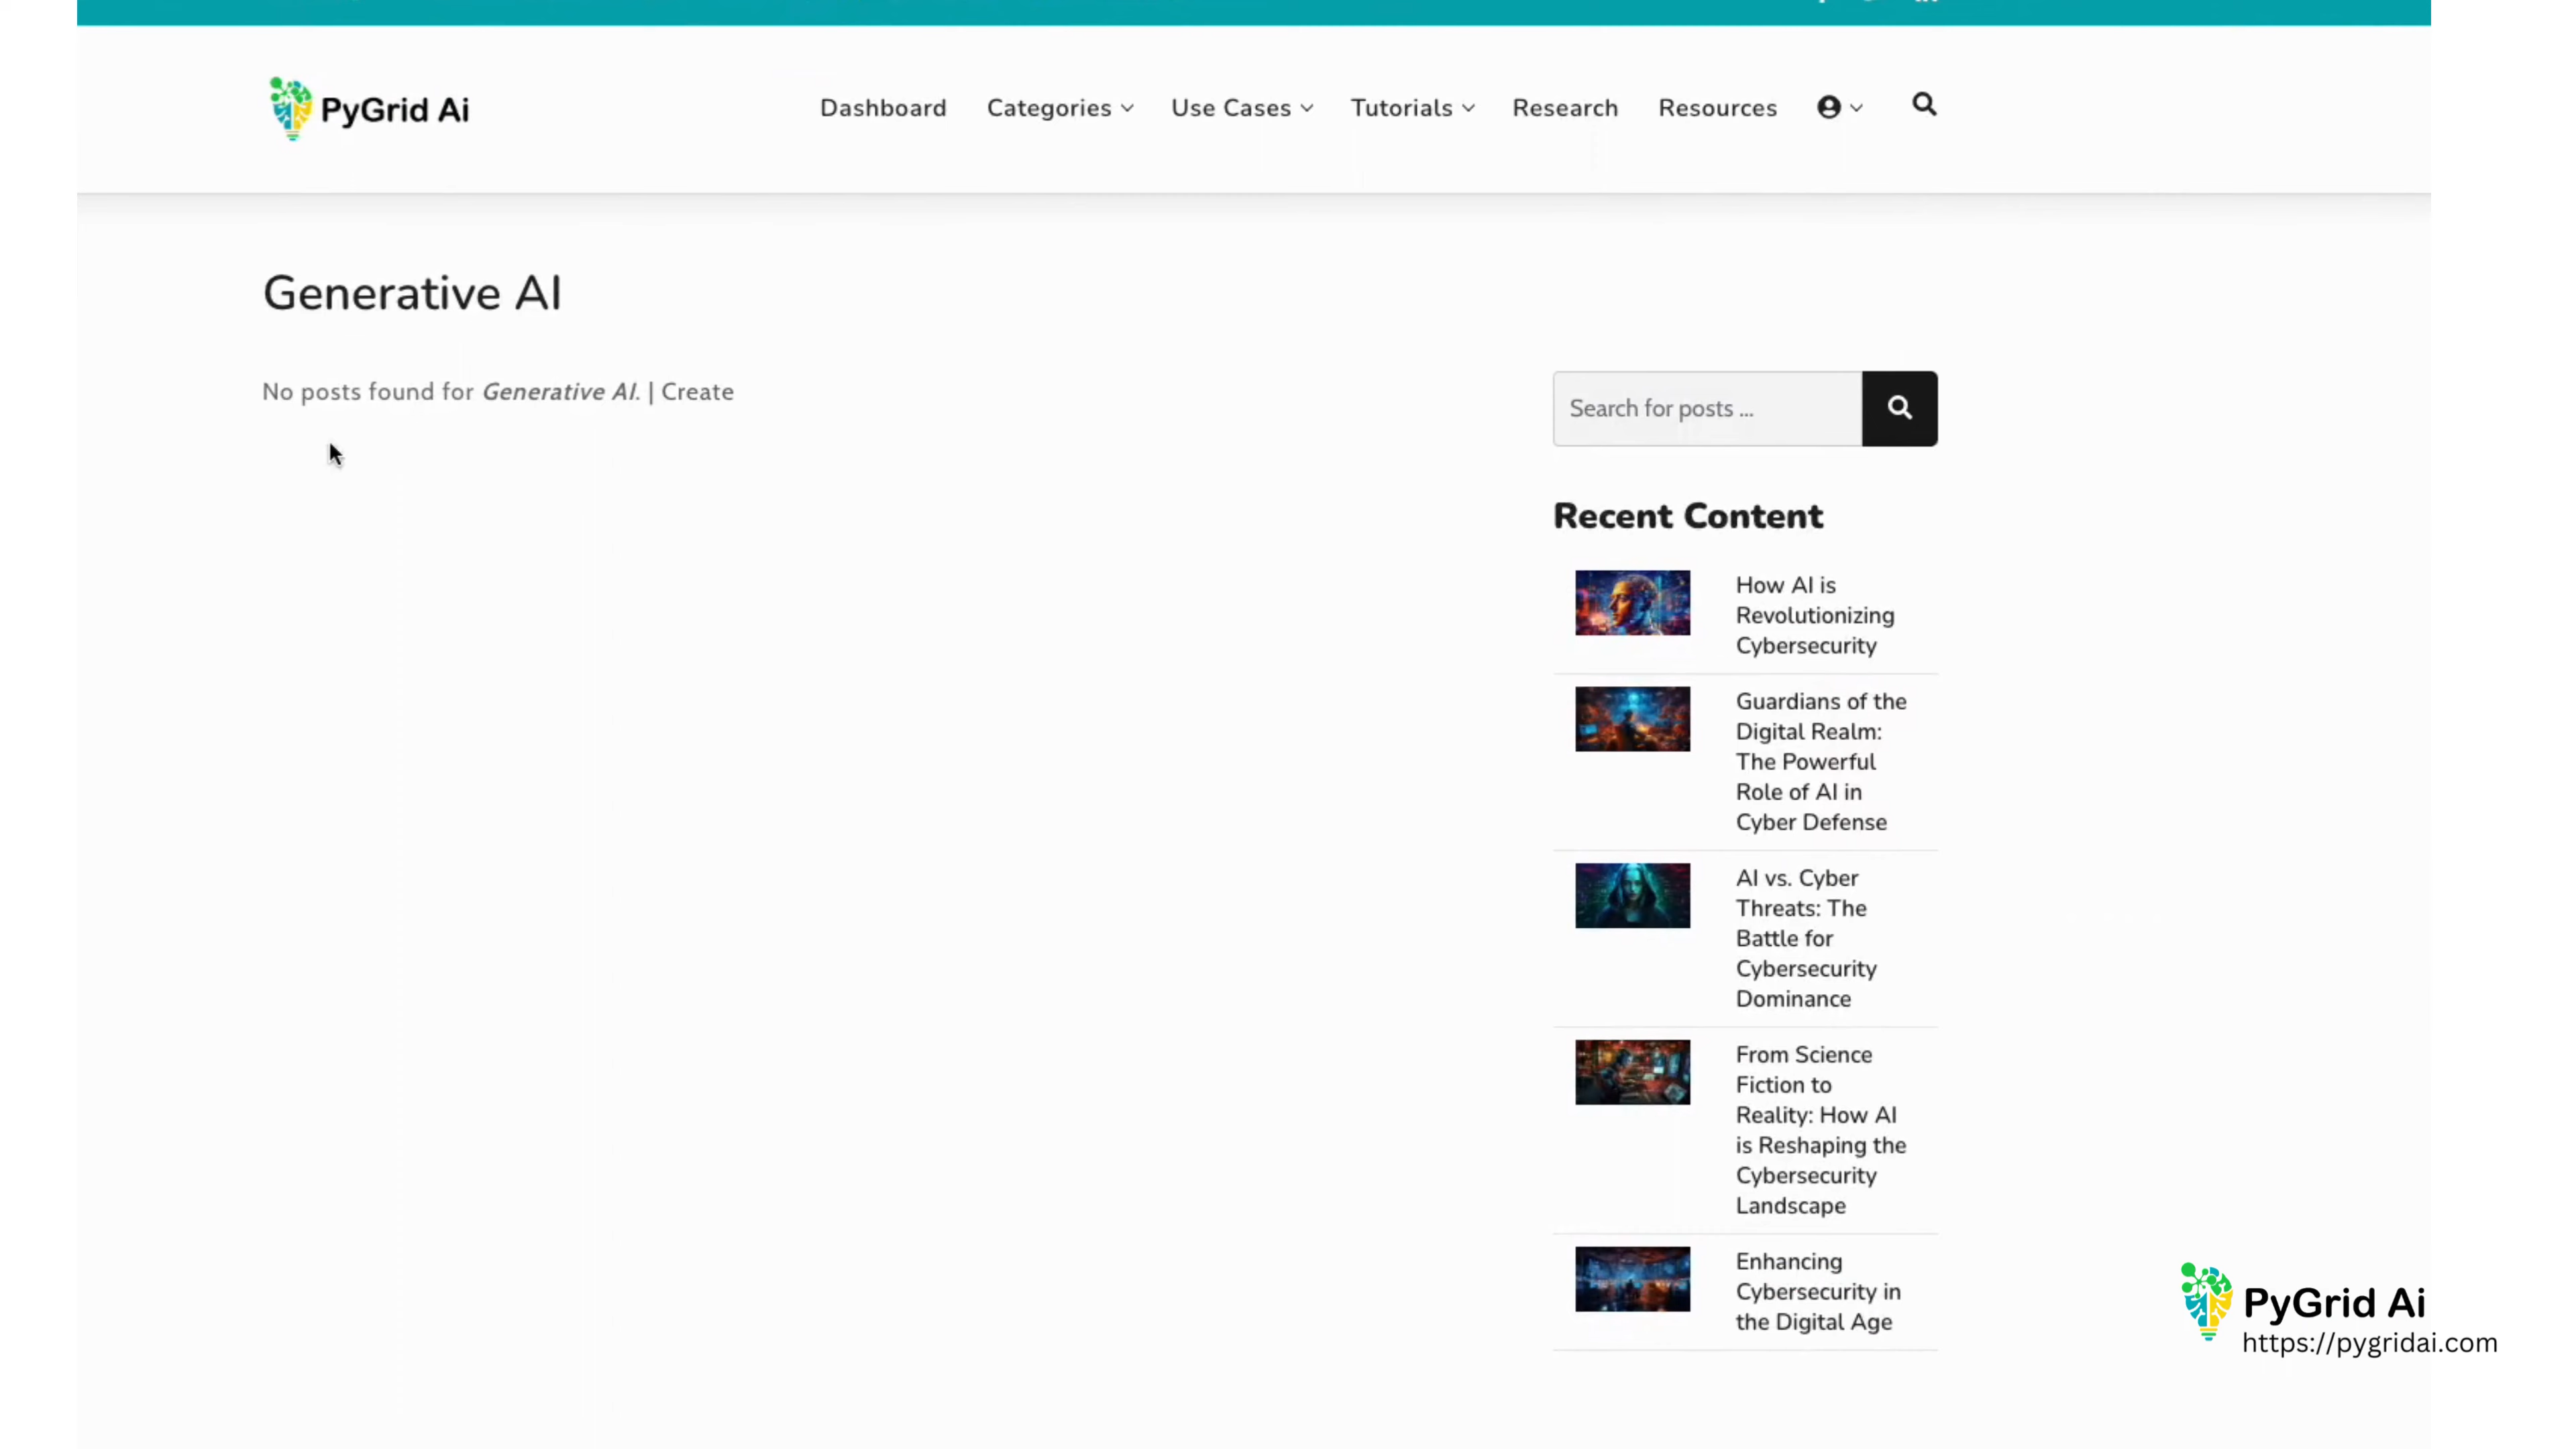 PyGrid Ai
Dashboard Categories Use Cases Tutorials Research Resources
Generative AI
No posts found for Generative AI. | Create
Search for posts ...
Recent Content
How AI is
Revolutionizing
Cybersecurity
Guardians of the
Digital Realm:
The Powerful
Role of AI in
Cyber Defense
AI vs. Cyber
Threats: The
Battle for
Cybersecurity
Dominance
From Science
Fiction to
Reality: How AI
is Reshaping the
Cybersecurity
Landscape
Enhancing
Cybersecurity in
the Digital Age
PyGrid Ai
https://pygridai.com